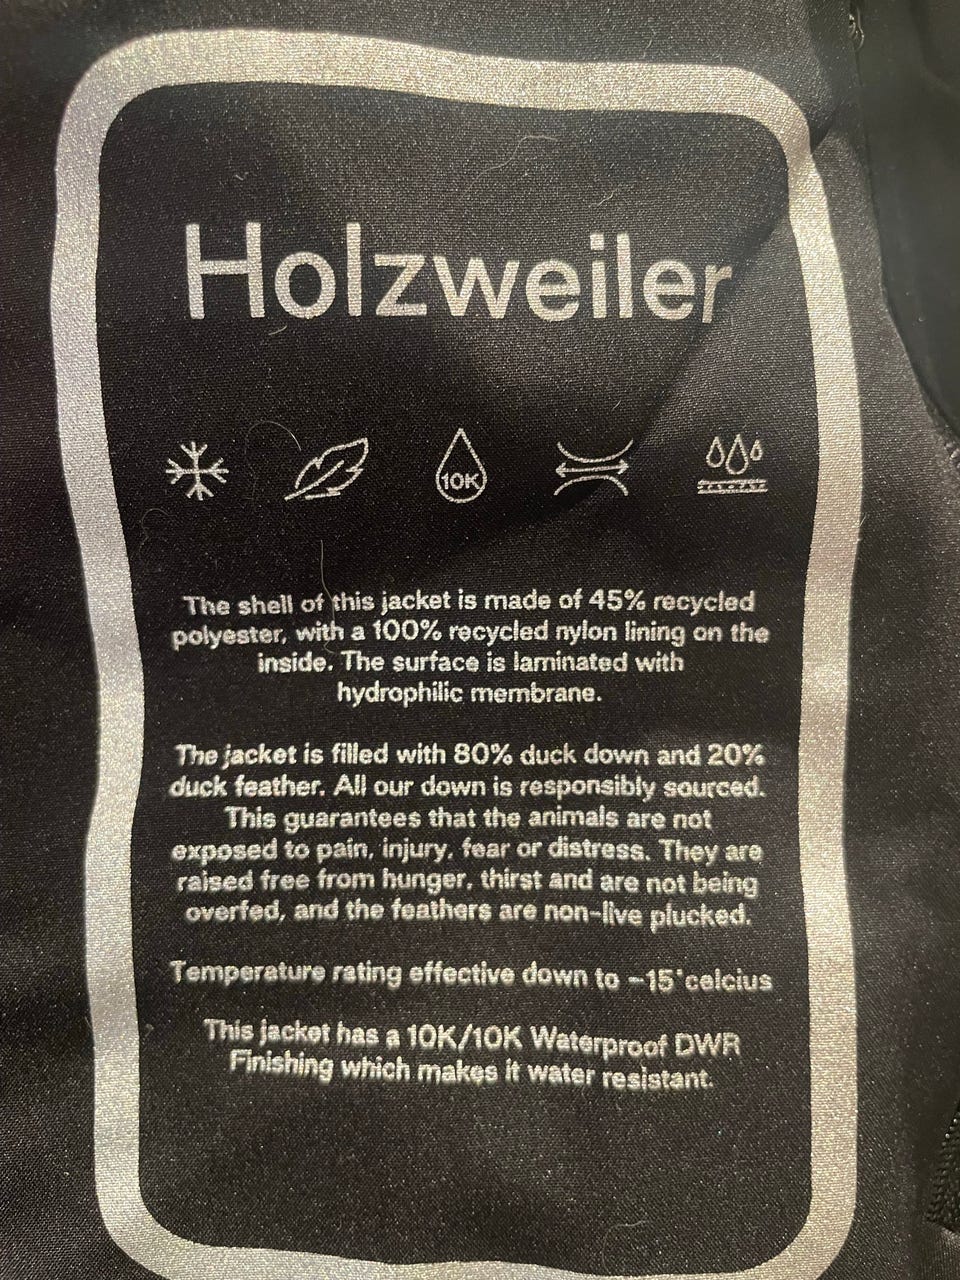 Holzweiler
10K
The shell of this jacket is made of 45% recycled
polyester, with a 100% recycled nylon lining on the
inside. The surface is laminated with
hydrophilic membrane.
The jacket is filled with 80% duck down and 20%
duck feather. All our down is responsibly sourced.
This guarantees that the animals are not
exposed to pain, injury, fear or distress. They are
raised free from hunger, thirst and are not being
overfed, and the feathers are non-live plucked.
Temperature rating effective down to -15°celcius
This jacket has a 10K/10K Waterproof DWR
Finishing which makes it water resistant.